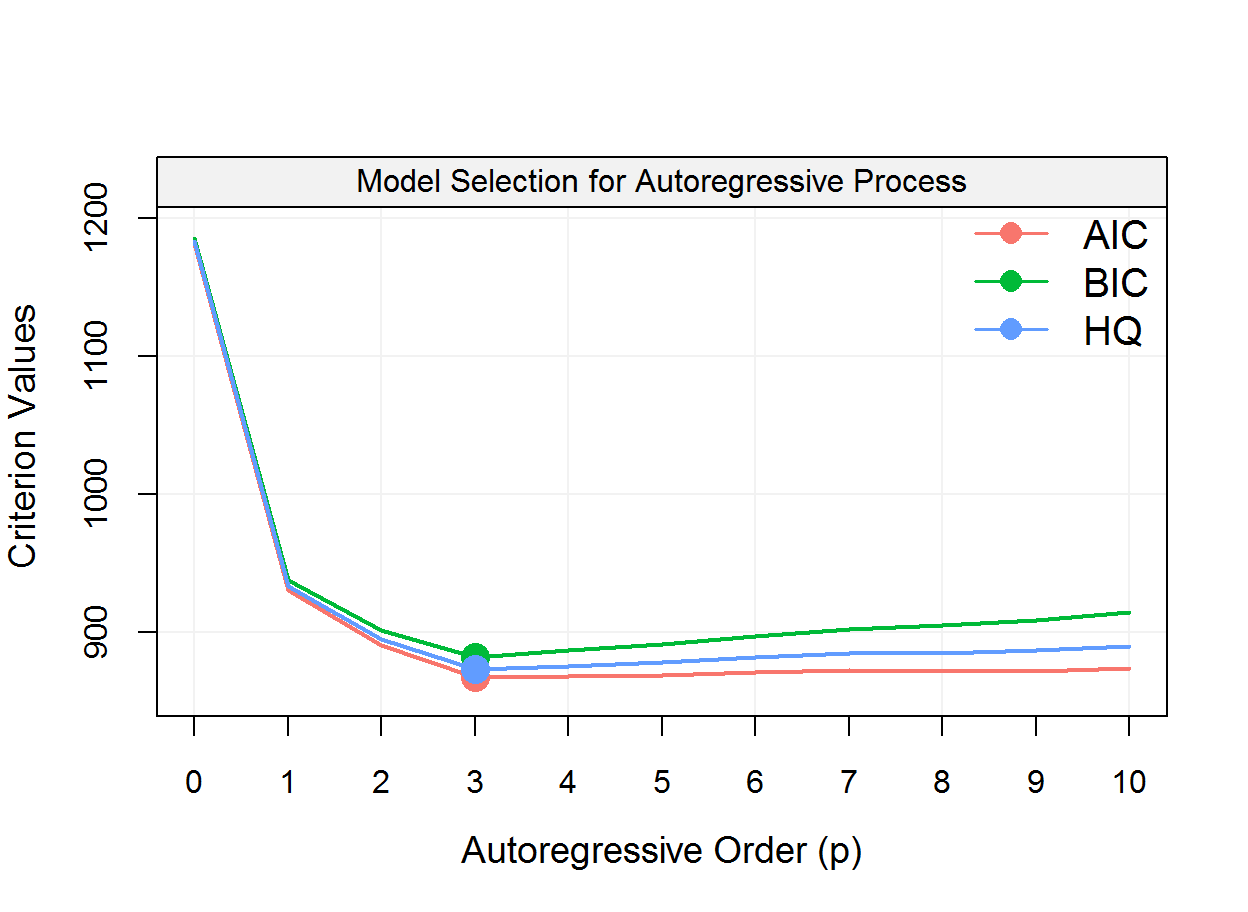 Model Selection for Autoregressive Process
AIC
BIC
HQ
Criterion Values
1200
1100
1000
900
0 1 2 3 4 5 6 7 8 9 10
Autoregressive Order (p)